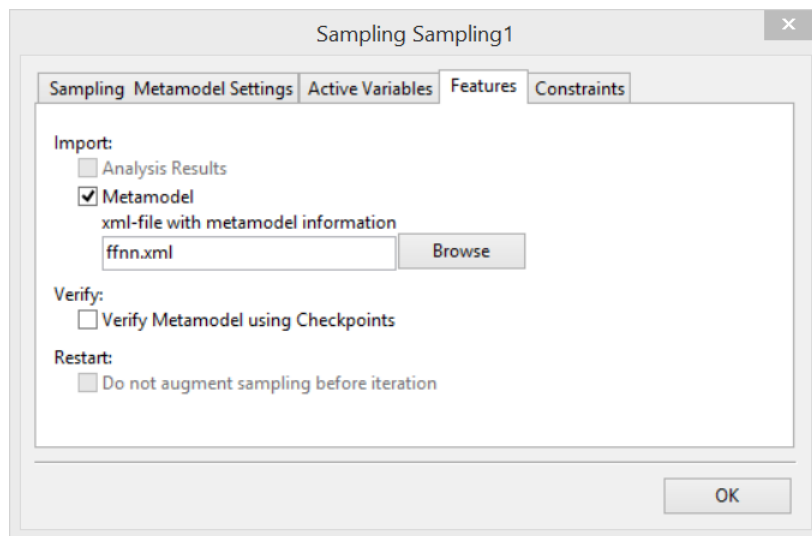 Sampling Sampling1
Sampling Metamodel Settings Active Variables Features Constraints
Import:
Analysis Results
Metamodel
xml-file with metamodel information
ffnn.xml Browse
Verify:
Verify Metamodel using Checkpoints
Restart:
Do not augment sampling before iteration
OK